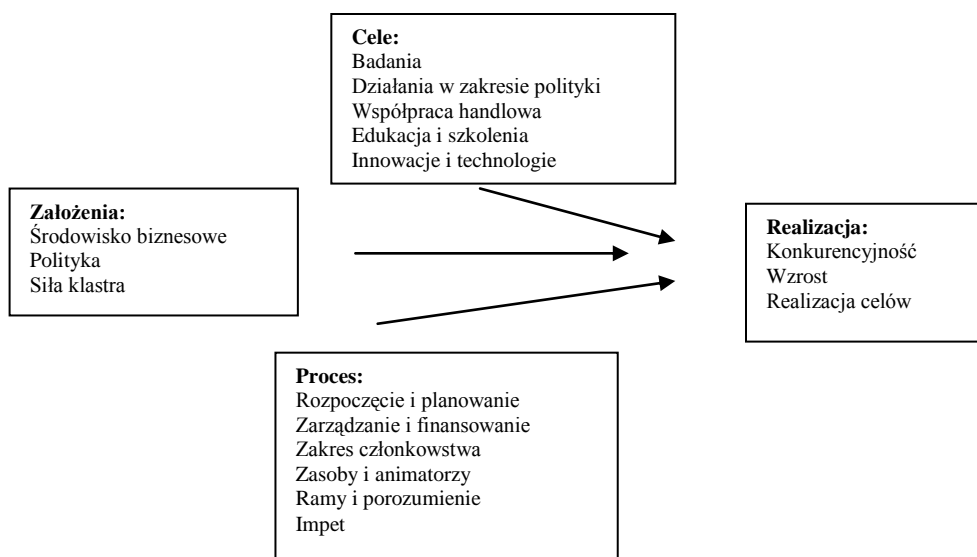 Cele:
Badania
Działania w zakresie polityki
Współpraca handlowa
Edukacja i szkolenia
Innowacje i technologie
Założenia:
Środowisko biznesowe
Polityka
Siła klastra
Realizacja:
Konkurencyjność
Wzrost
Realizacja celów
Proces:
Rozpoczęcie i planowanie
Zarządzanie i finansowanie
Zakres członkowstwa
Zasoby i animatorzy
Ramy i porozumienie
Impet